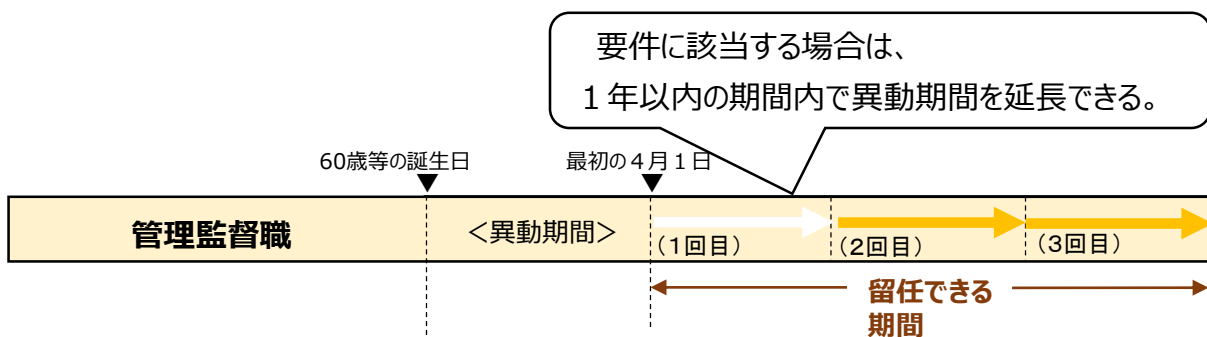 要件に該当する場合は、
１年以内の期間内で異動期間を延長できる。
60歳等の誕生日
最初の４月１日
管理監督職
＜異動期間＞
（1回目）
（2回目）
（3回目）
留任できる
期間